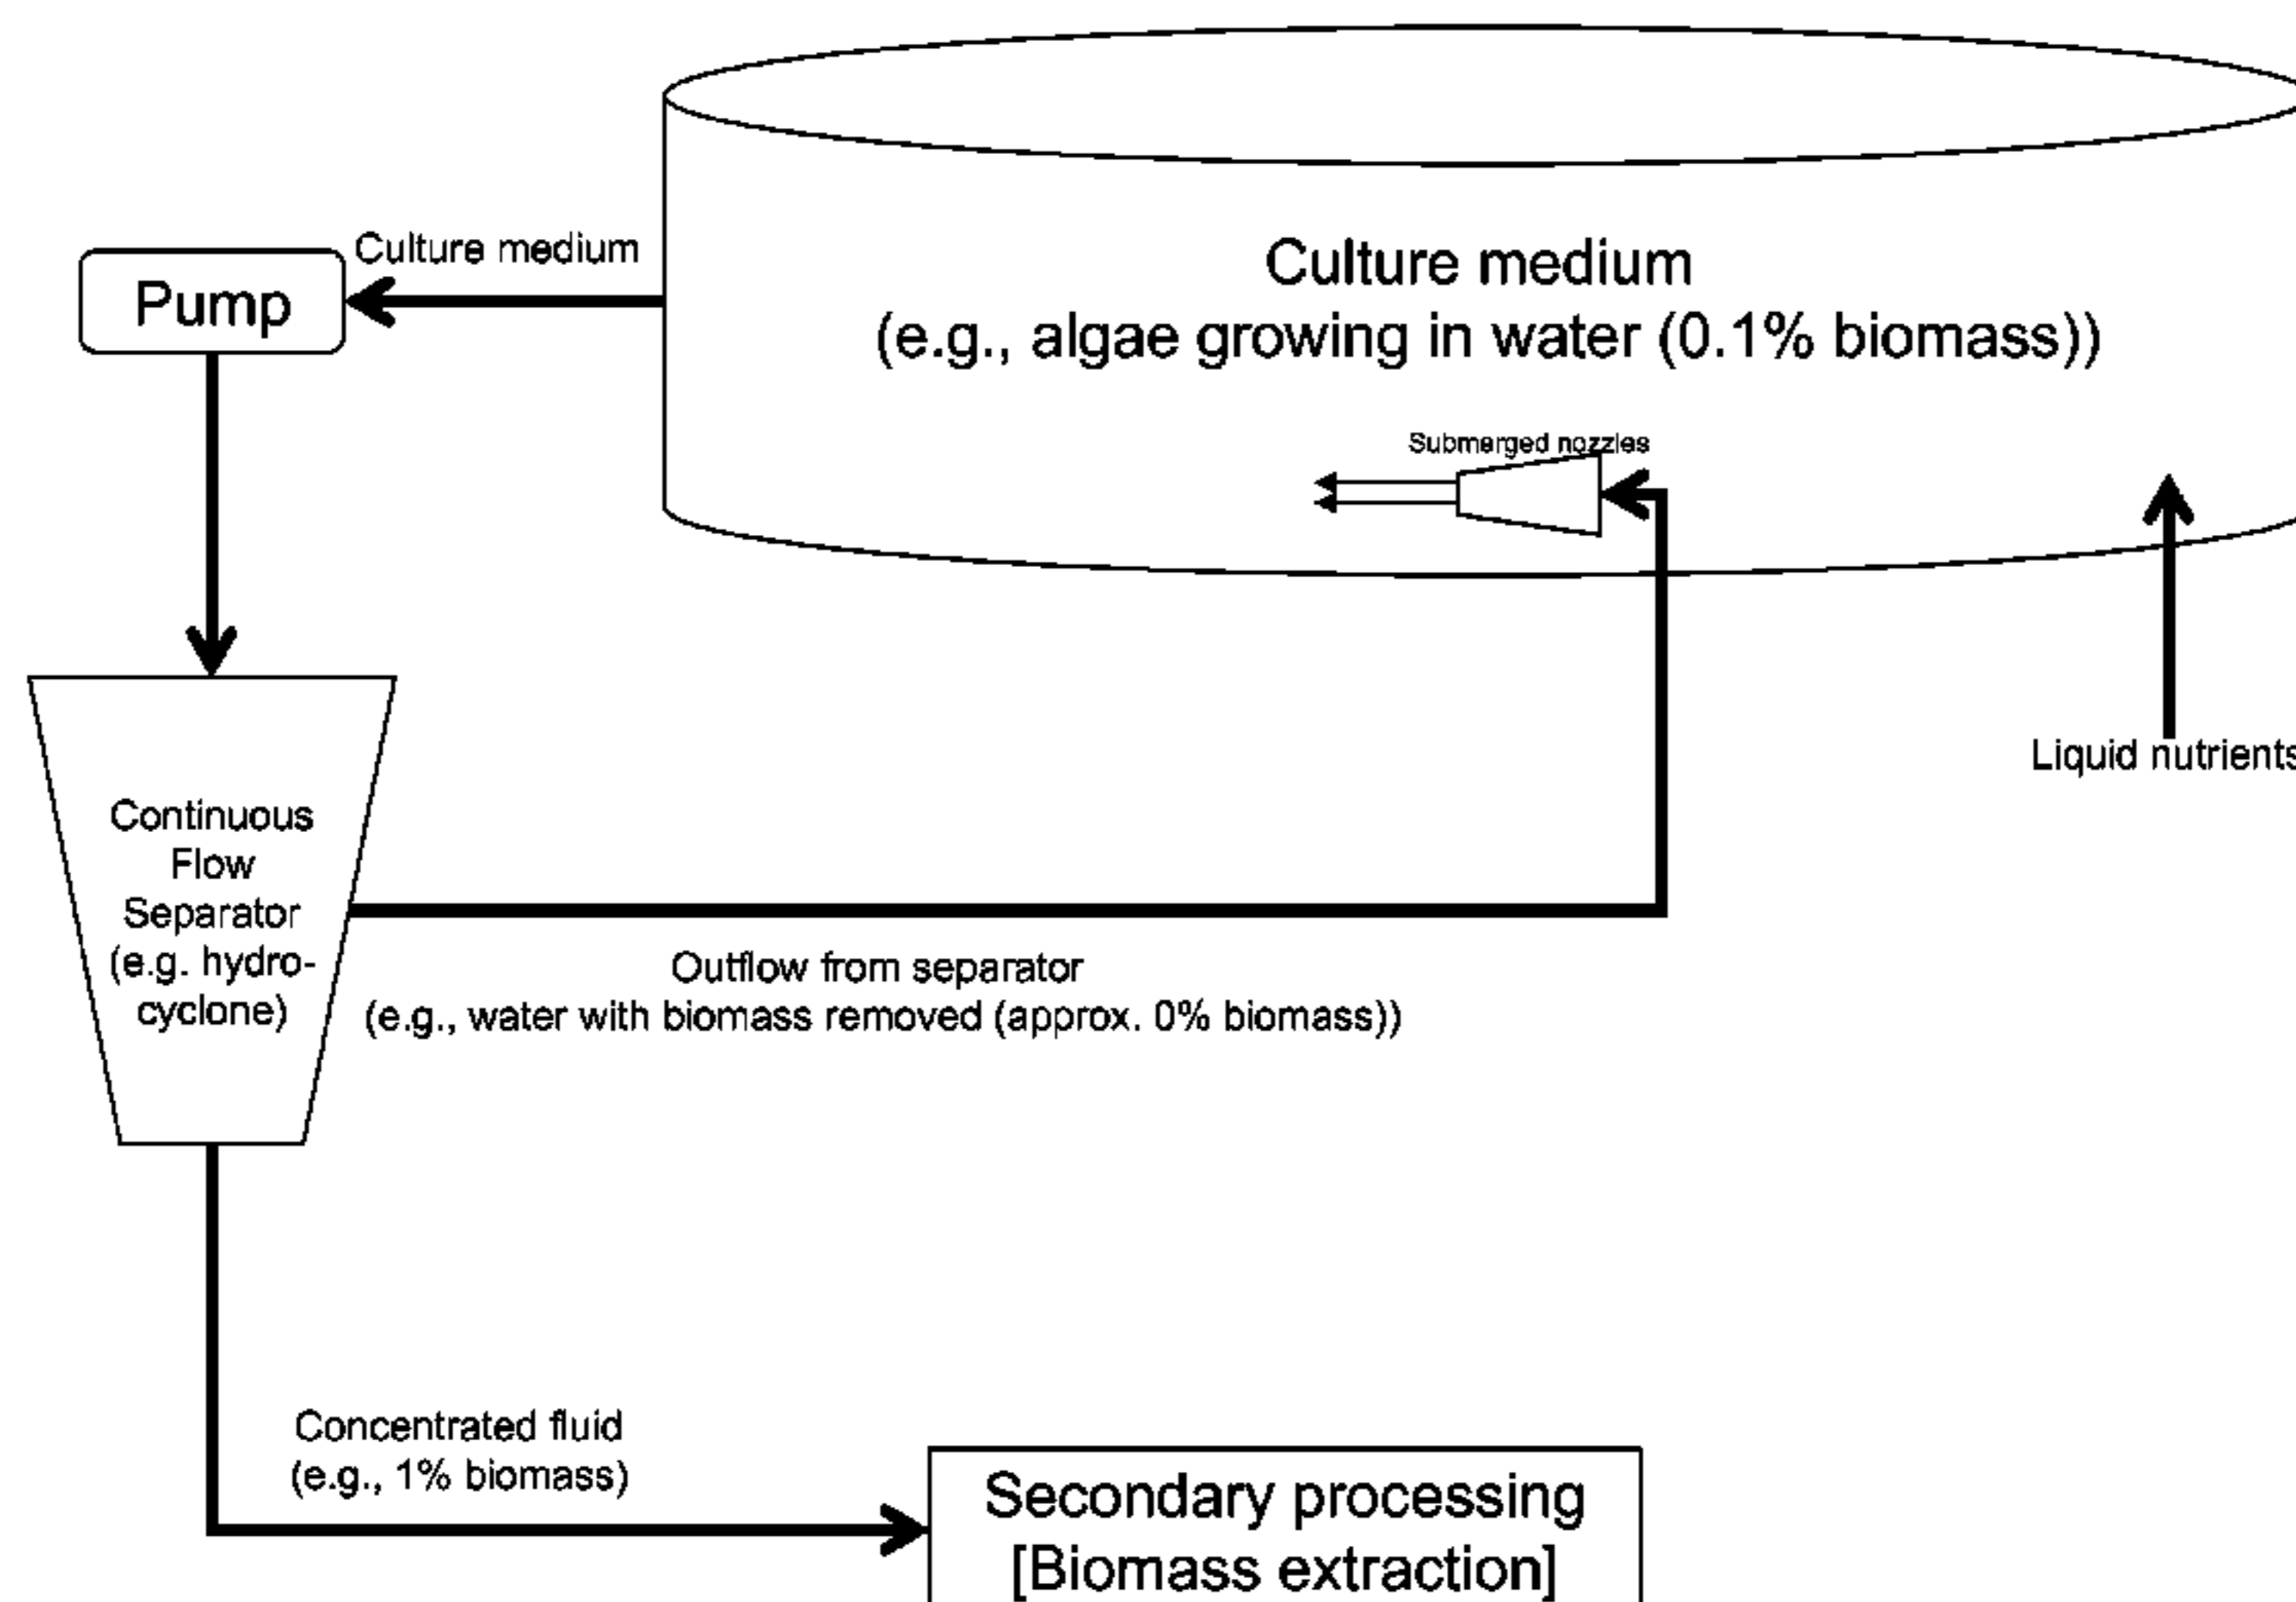 Culture medium
Pump
Culture medium
(e.g., algae growing in water (0.1% biomass))
Submerged nozzles
Liquid nutrients
Continuous
Flow
Separator
(e.g. hydro-
cyclone)
Outflow from separator
(e.g., water with biomass removed (approx. 0% biomass))
Concentrated fluid
(e.g., 1% biomass)
Secondary processing
[Biomass extraction]